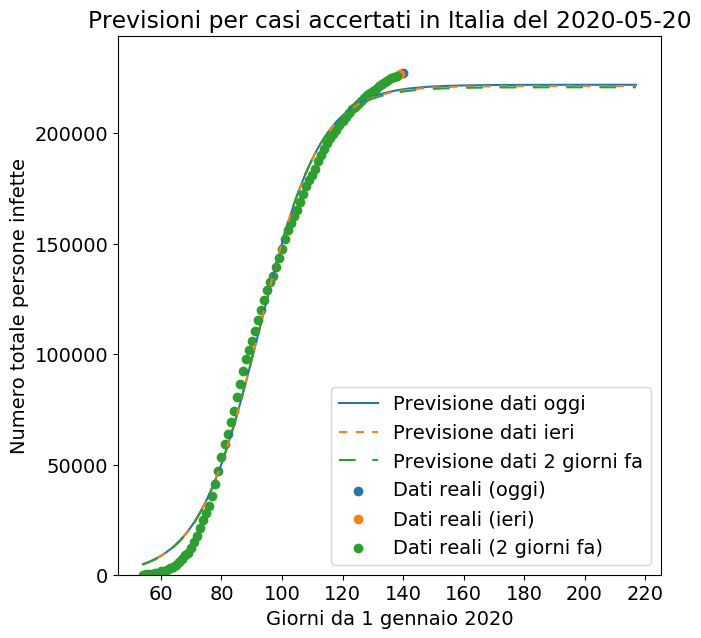 Previsioni per casi accertati in Italia del 2020-05-20
Numero totale persone infette
200000
150000
100000
50000
0
60 80 100 120 140 160 180 200 220
Giorni da 1 gennaio 2020
Previsione dati oggi
Previsione dati ieri
Previsione dati 2 giorni fa
Dati reali (oggi)
Dati reali (ieri)
Dati reali (2 giorni fa)